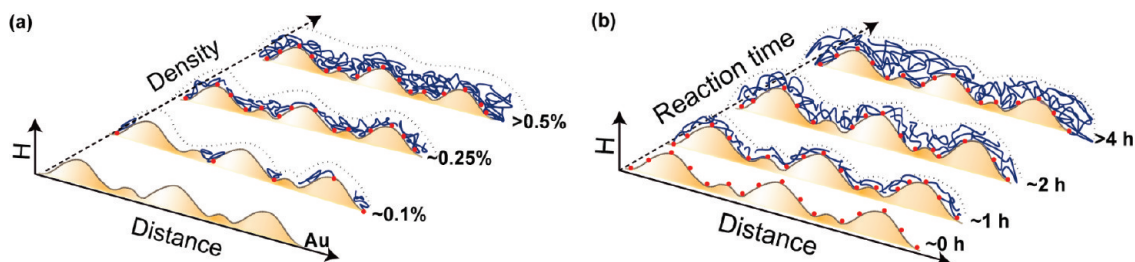 (a)
Density
>0.5%
~0.25%
~0.1%
H
Au
Distance
(b)
Reaction time
>4 h
~2 h
~1 h
~0 h
H
Distance